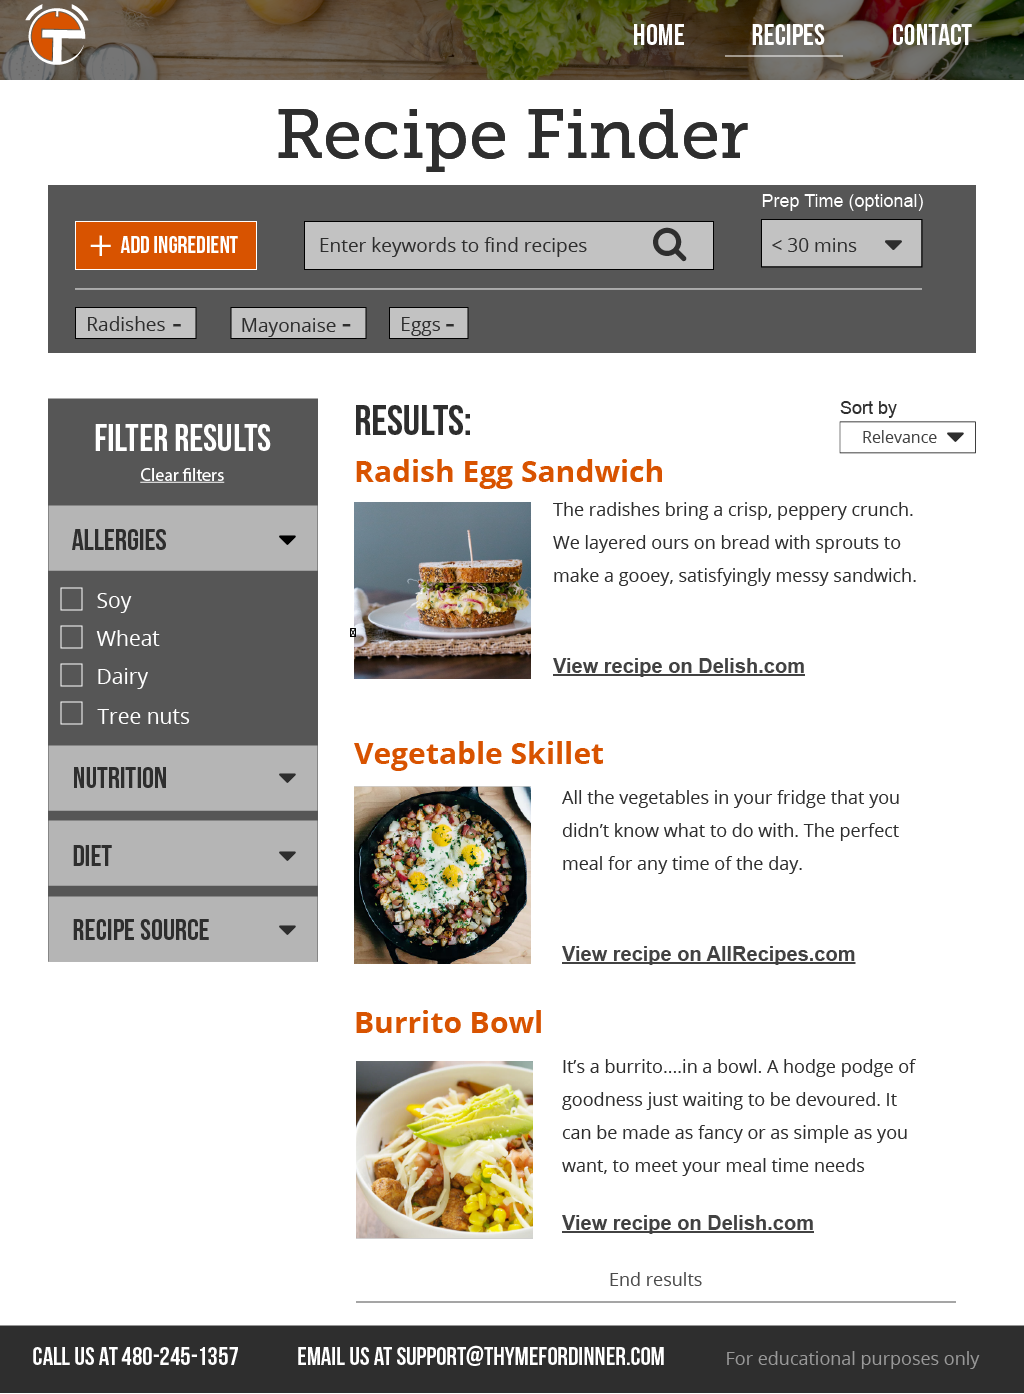 T
HOME RECIPES CONTACT
Recipe Finder
Prep Time (optional)
+ ADD INGREDIENT
Enter keywords to find recipes
< 30 mins
Radishes -
Mayonaise -
Eggs -
FILTER RESULTS
Clear filters
ALLERGIES
Soy
Wheat
Dairy
Tree nuts
NUTRITION
DIET
RECIPE SOURCE
RESULTS:
Sort by
Relevance
Radish Egg Sandwich
The radishes bring a crisp, peppery crunch.
We layered ours on bread with sprouts to
make a gooey, satisfyingly messy sandwich.
View recipe on Delish.com
Vegetable Skillet
All the vegetables in your fridge that you
didn’t know what to do with. The perfect
meal for any time of the day.
View recipe on AllRecipes.com
Burrito Bowl
It’s a burrito....in a bowl. A hodge podge of
goodness just waiting to be devoured. It
can be made as fancy or as simple as you
want, to meet your meal time needs
View recipe on Delish.com
End results
CALL US AT 480-245-1357
EMAIL US AT SUPPORT@THYMEFORDINNER.COM
For educational purposes only